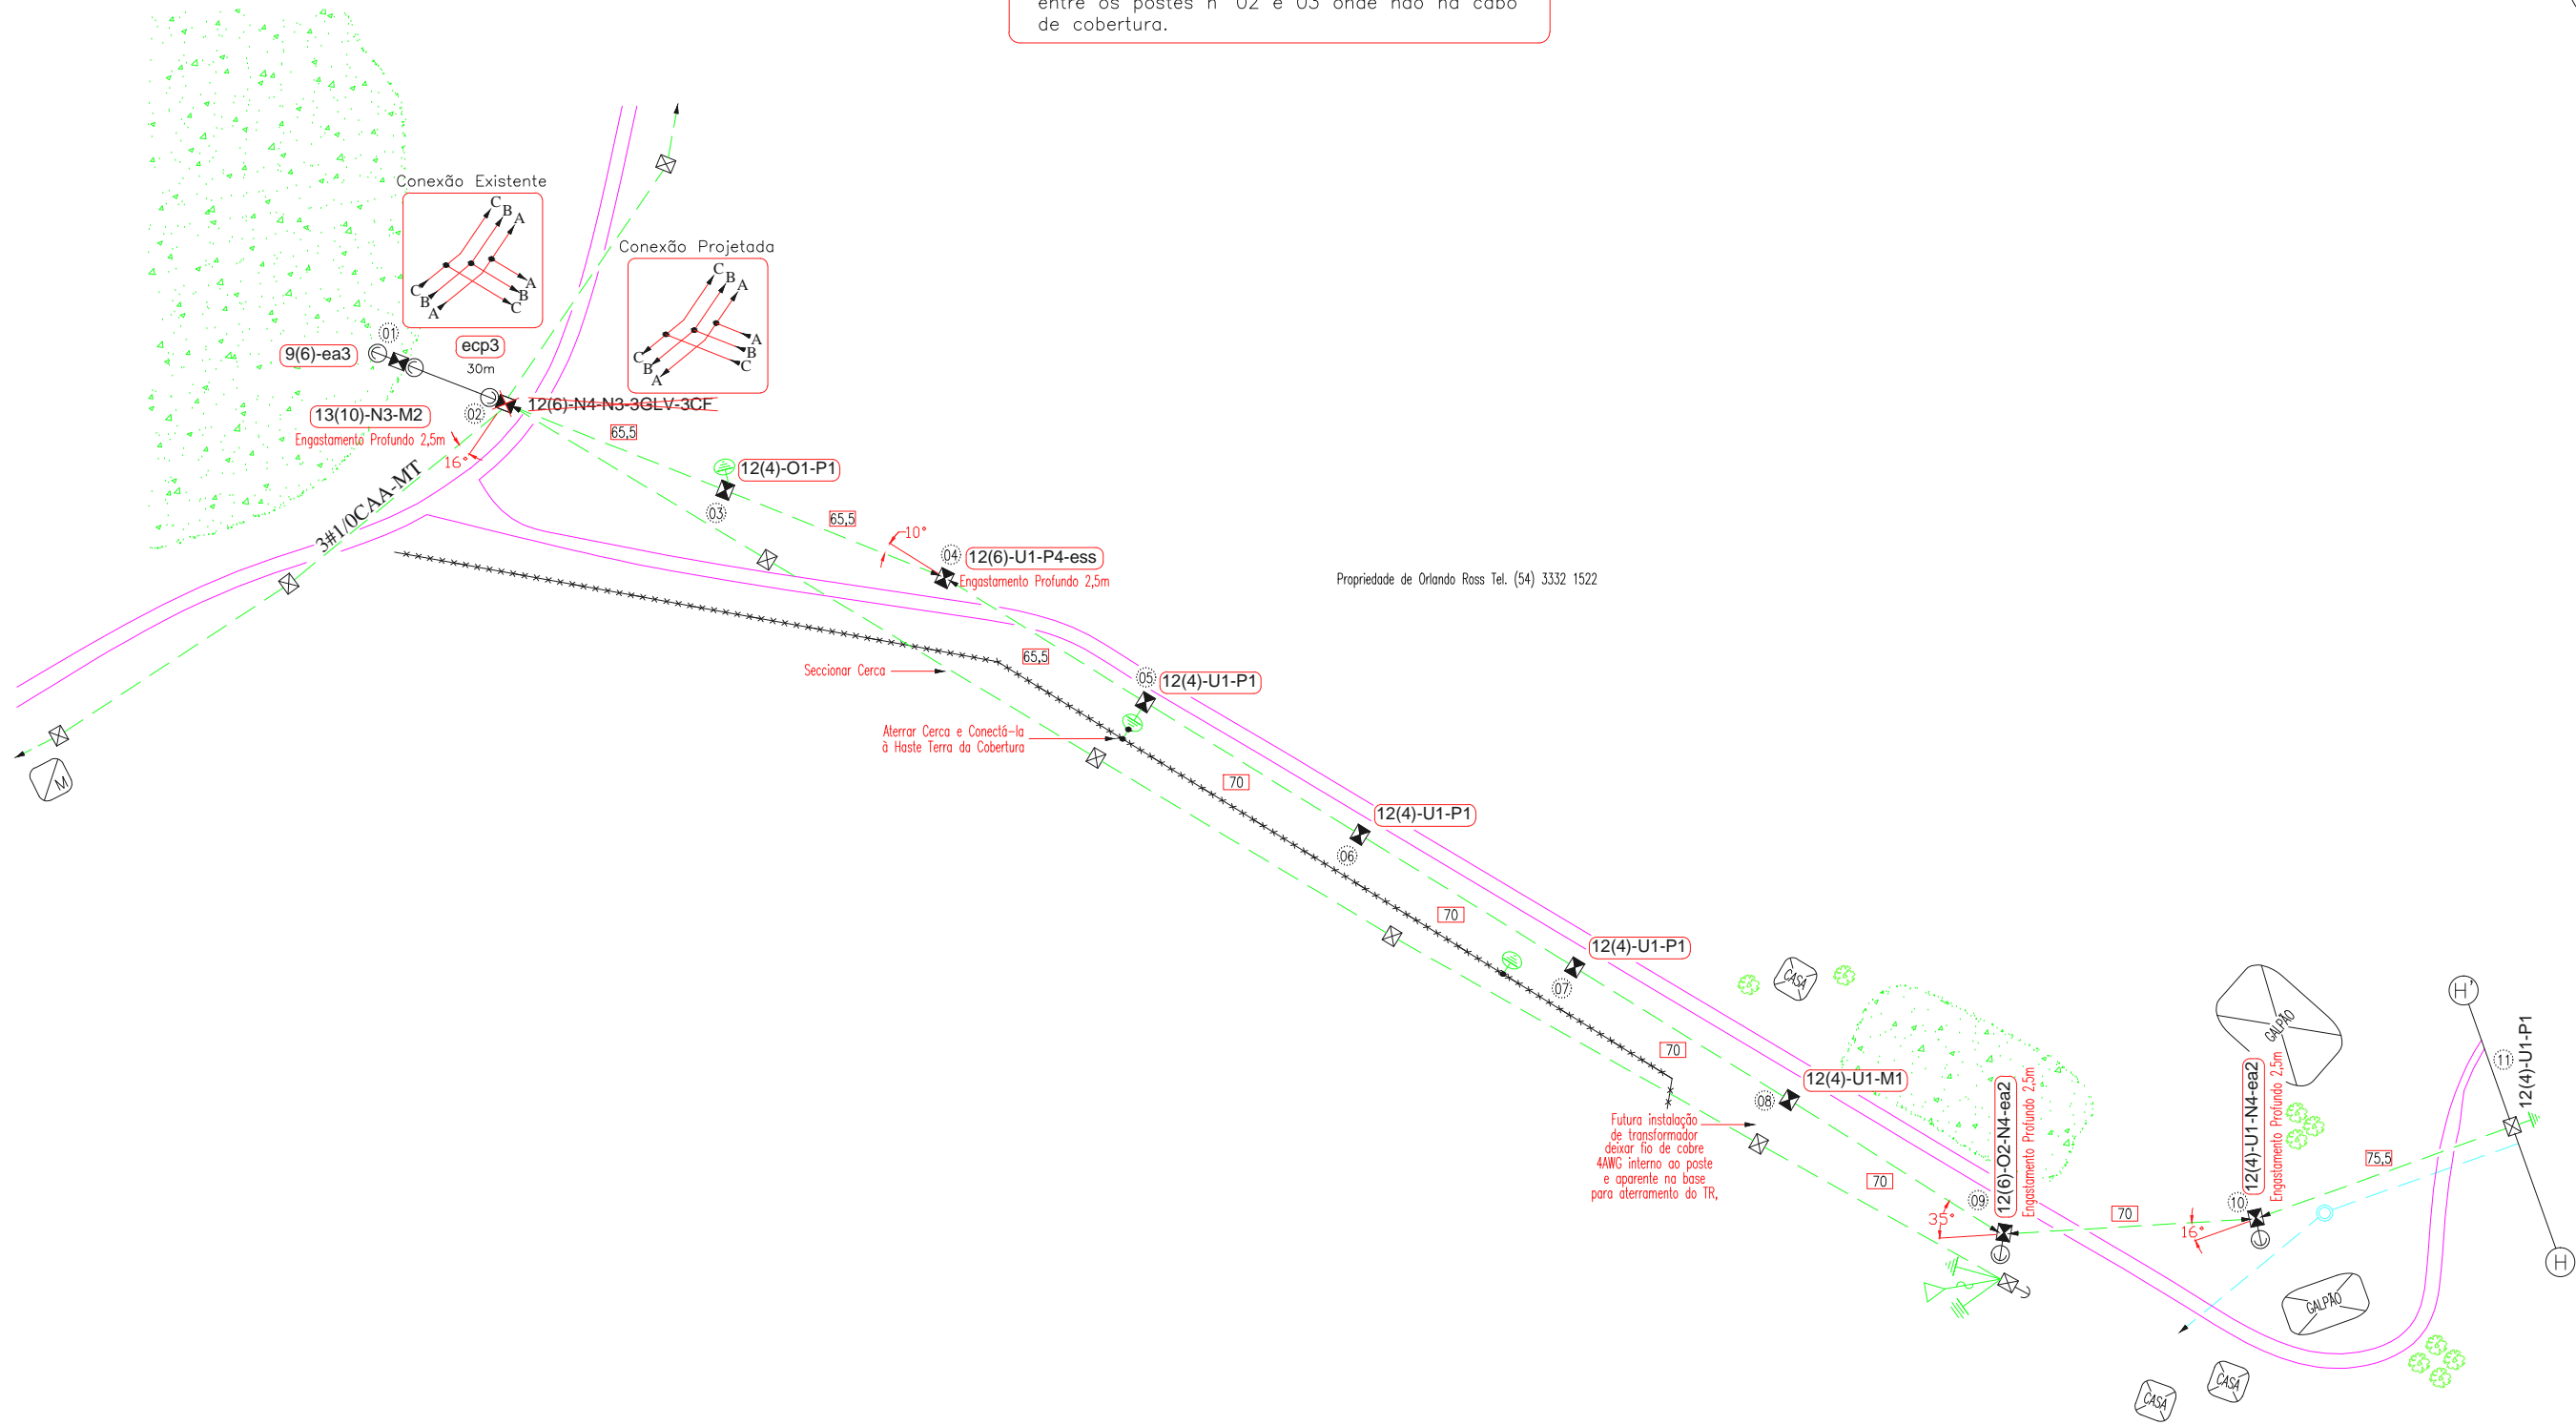 entre os postes n° 02 e 03 onde não há cabo
de cobertura.
Conexão Existente
C
B
A
C
B
A
A
B
C
Conexão Projetada
C
B
A
C
B
A
A
B
C
01
9(6)-ea3
ecp3
30m
13(10)-N3-M2
02
12(6)-N4-N3-3GLV-3CF
Engastamento Profundo 2,5m
16°
65,5
3#1/0CAA-MT
12(4)-O1-P1
03
65,5
10°
04
12(6)-U1-P4-ess
Engastamento Profundo 2,5m
Propriedade de Orlando Ross Tel. (54) 3332 1522
65,5
Seccionar Cerca
05
12(4)-U1-P1
Aterrar Cerca e Conectá-la
à Haste Terra da Cobertura
M
70
12(4)-U1-P1
06
70
12(4)-U1-P1
07
CASA
70
12(4)-U1-M1
08
Futura instalação
de transformador
deixar fio de cobre
4AWG interno ao poste
e aparente na base
para aterramento do TR,
70
09
12(6)-O2-N4-ea2
Engastamento Profundo 2,5m
35°
70
GALPÃO
10
12(4)-U1-N4-ea2
Engastamento Profundo 2,5m
16°
75,5
H'
11
12(4)-U1-P1
H
GALPÃO
CASA
CASA